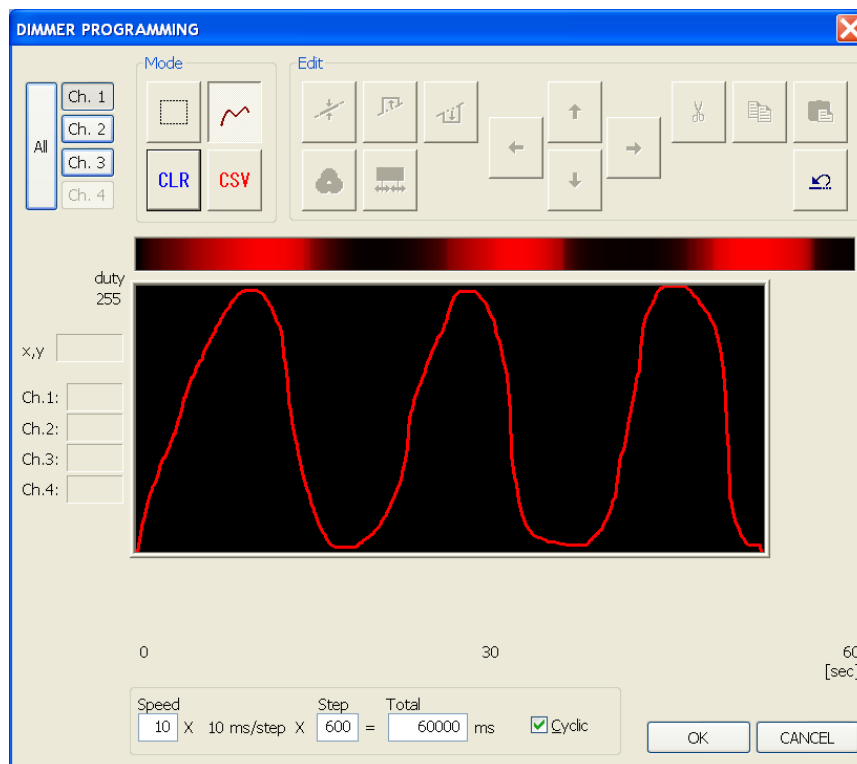 DIMMER PROGRAMMING
Mode
Edit
All
Ch. 1
Ch. 2
Ch. 3
Ch. 4
CLR
CSV
duty
255
x,y
Ch.1:
Ch.2:
Ch.3:
Ch.4:
0 30 60
[sec]
Speed Step Total
10 X 10 ms/step X 600 = 60000 ms Cyclic
OK CANCEL